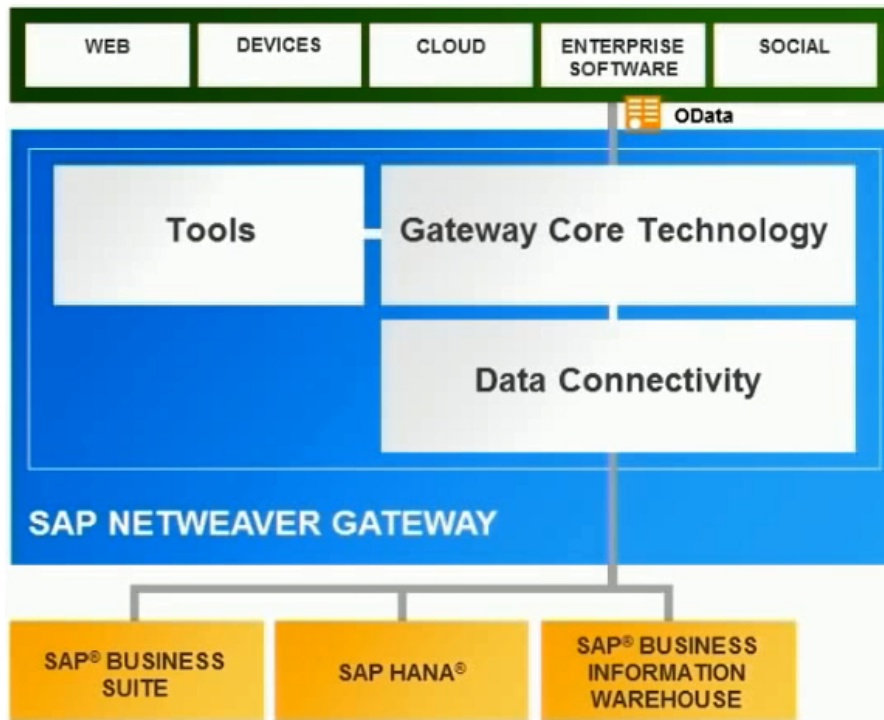 WEB
DEVICES
CLOUD
ENTERPRISE
SOFTWARE
SOCIAL
OData
Tools
Gateway Core Technology
Data Connectivity
SAP NETWEAVER GATEWAY
SAP® BUSINESS
SUITE
SAP HANA®
SAP® BUSINESS
INFORMATION
WAREHOUSE